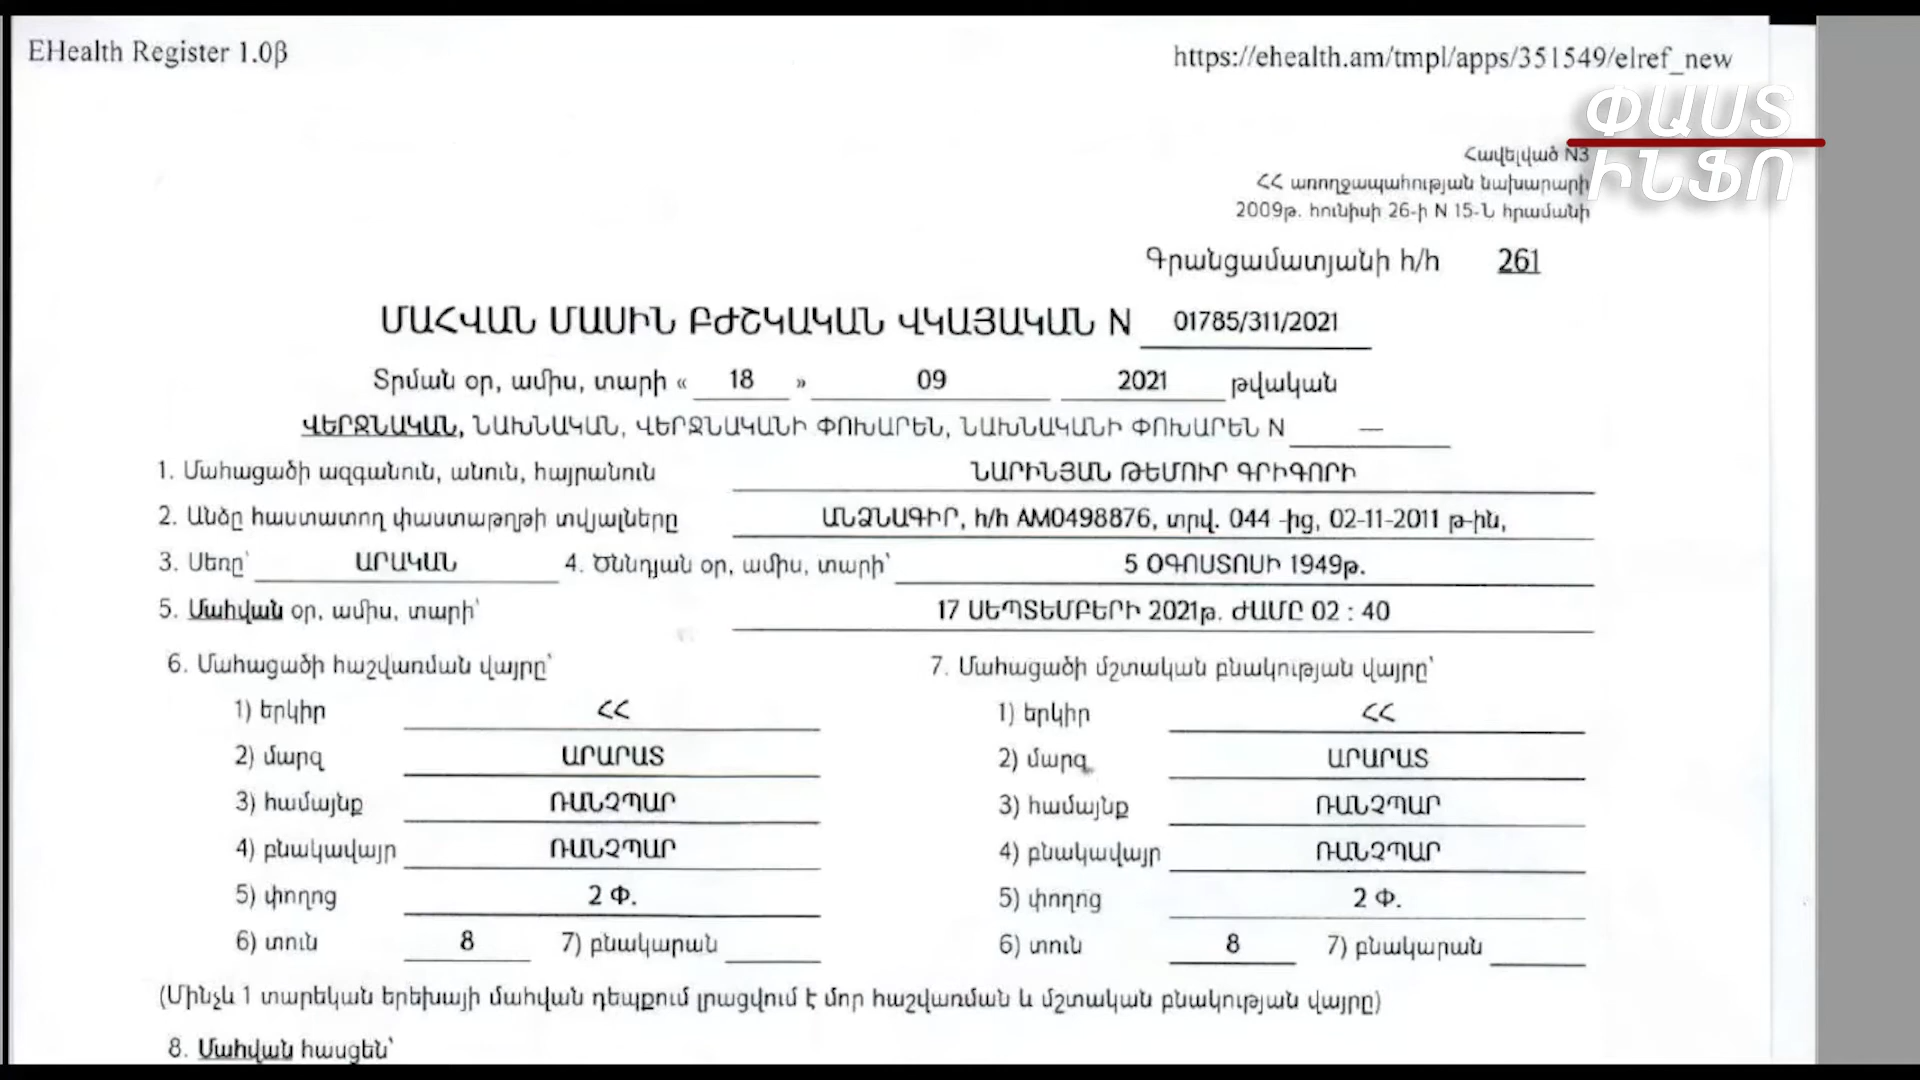 EHealth Register 1.0β
https://ehealth.am/tmpl/apps/351549/elref_new
ՓԱՍՏ
ԻՆՖՈ
Հավելված N3
ՀՀ առողջապահության նախարարի
2009թ. հունիսի 26-ի N 15-Ն հրամանի
Գրանցամատյանի հ/հ 261
ՄԱՀՎԱՆ ՄԱՍԻՆ ԲԺՇԿԱԿԱՆ ՎԿԱՅԱԿԱՆ N 01785/311/2021
Տրման օր, ամիս, տարի « 18 » 09 2021 թվական
ՎԵՐՋՆԱԿԱՆ, ՆԱԽՆԱԿԱՆ, ՎԵՐՋՆԱԿԱՆԻ ՓՈԽԱՐԵՆ, ՆԱԽՆԱԿԱՆԻ ՓՈԽԱՐԵՆ N —
1. Մահացածի ազգանուն, անուն, հայրանուն ՆԱՐԻՆՅԱՆ ԹԵՄՈՒՐ ԳՐԻԳՈՐԻ
2. Անձը հաստատող փաստաթղթի տվյալները ԱՆՁՆԱԳԻՐ, հ/հ AM0498876, տրվ. 044 -ից, 02-11-2011 թ-ին,
3. Սեռը՝ ԱՐԱԿԱՆ 4. Ծննդյան օր, ամիս, տարի՝ 5 ՕԳՈՍՏՈՍԻ 1949թ.
5. Մահվան օր, ամիս, տարի՝ 17 ՍԵՊՏԵՄԲԵՐԻ 2021թ. ԺԱՄԸ 02 : 40
6. Մահացածի հաշվառման վայրը՝ 7. Մահացածի մշտական բնակության վայրը՝
1) երկիր ՀՀ 1) երկիր ՀՀ
2) մարզ ԱՐԱՐԱՏ 2) մարզ ԱՐԱՐԱՏ
3) համայնք ՌԱՆՉՊԱՐ 3) համայնք ՌԱՆՉՊԱՐ
4) բնակավայր ՌԱՆՉՊԱՐ 4) բնակավայր ՌԱՆՉՊԱՐ
5) փողոց 2 Փ. 5) փողոց 2 Փ.
6) տուն 8 7) բնակարան 6) տուն 8 7) բնակարան
(Մինչև 1 տարեկան երեխայի մահվան դեպքում լրացվում է մոր հաշվառման և մշտական բնակության վայրը)
8. Մահվան հասցեն՝